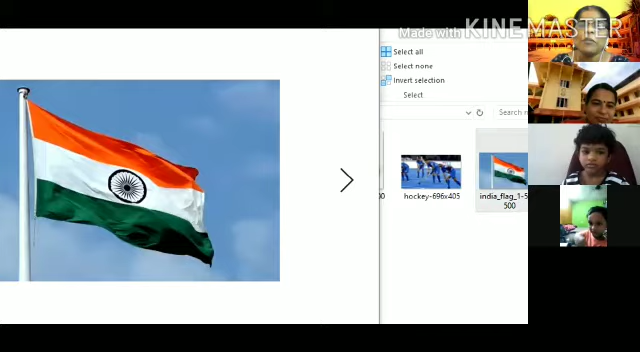 Made with KINEMASTER
Select all
Select none
Invert selection
Select
Search
hockey-696x405
india_flag_1-5
500